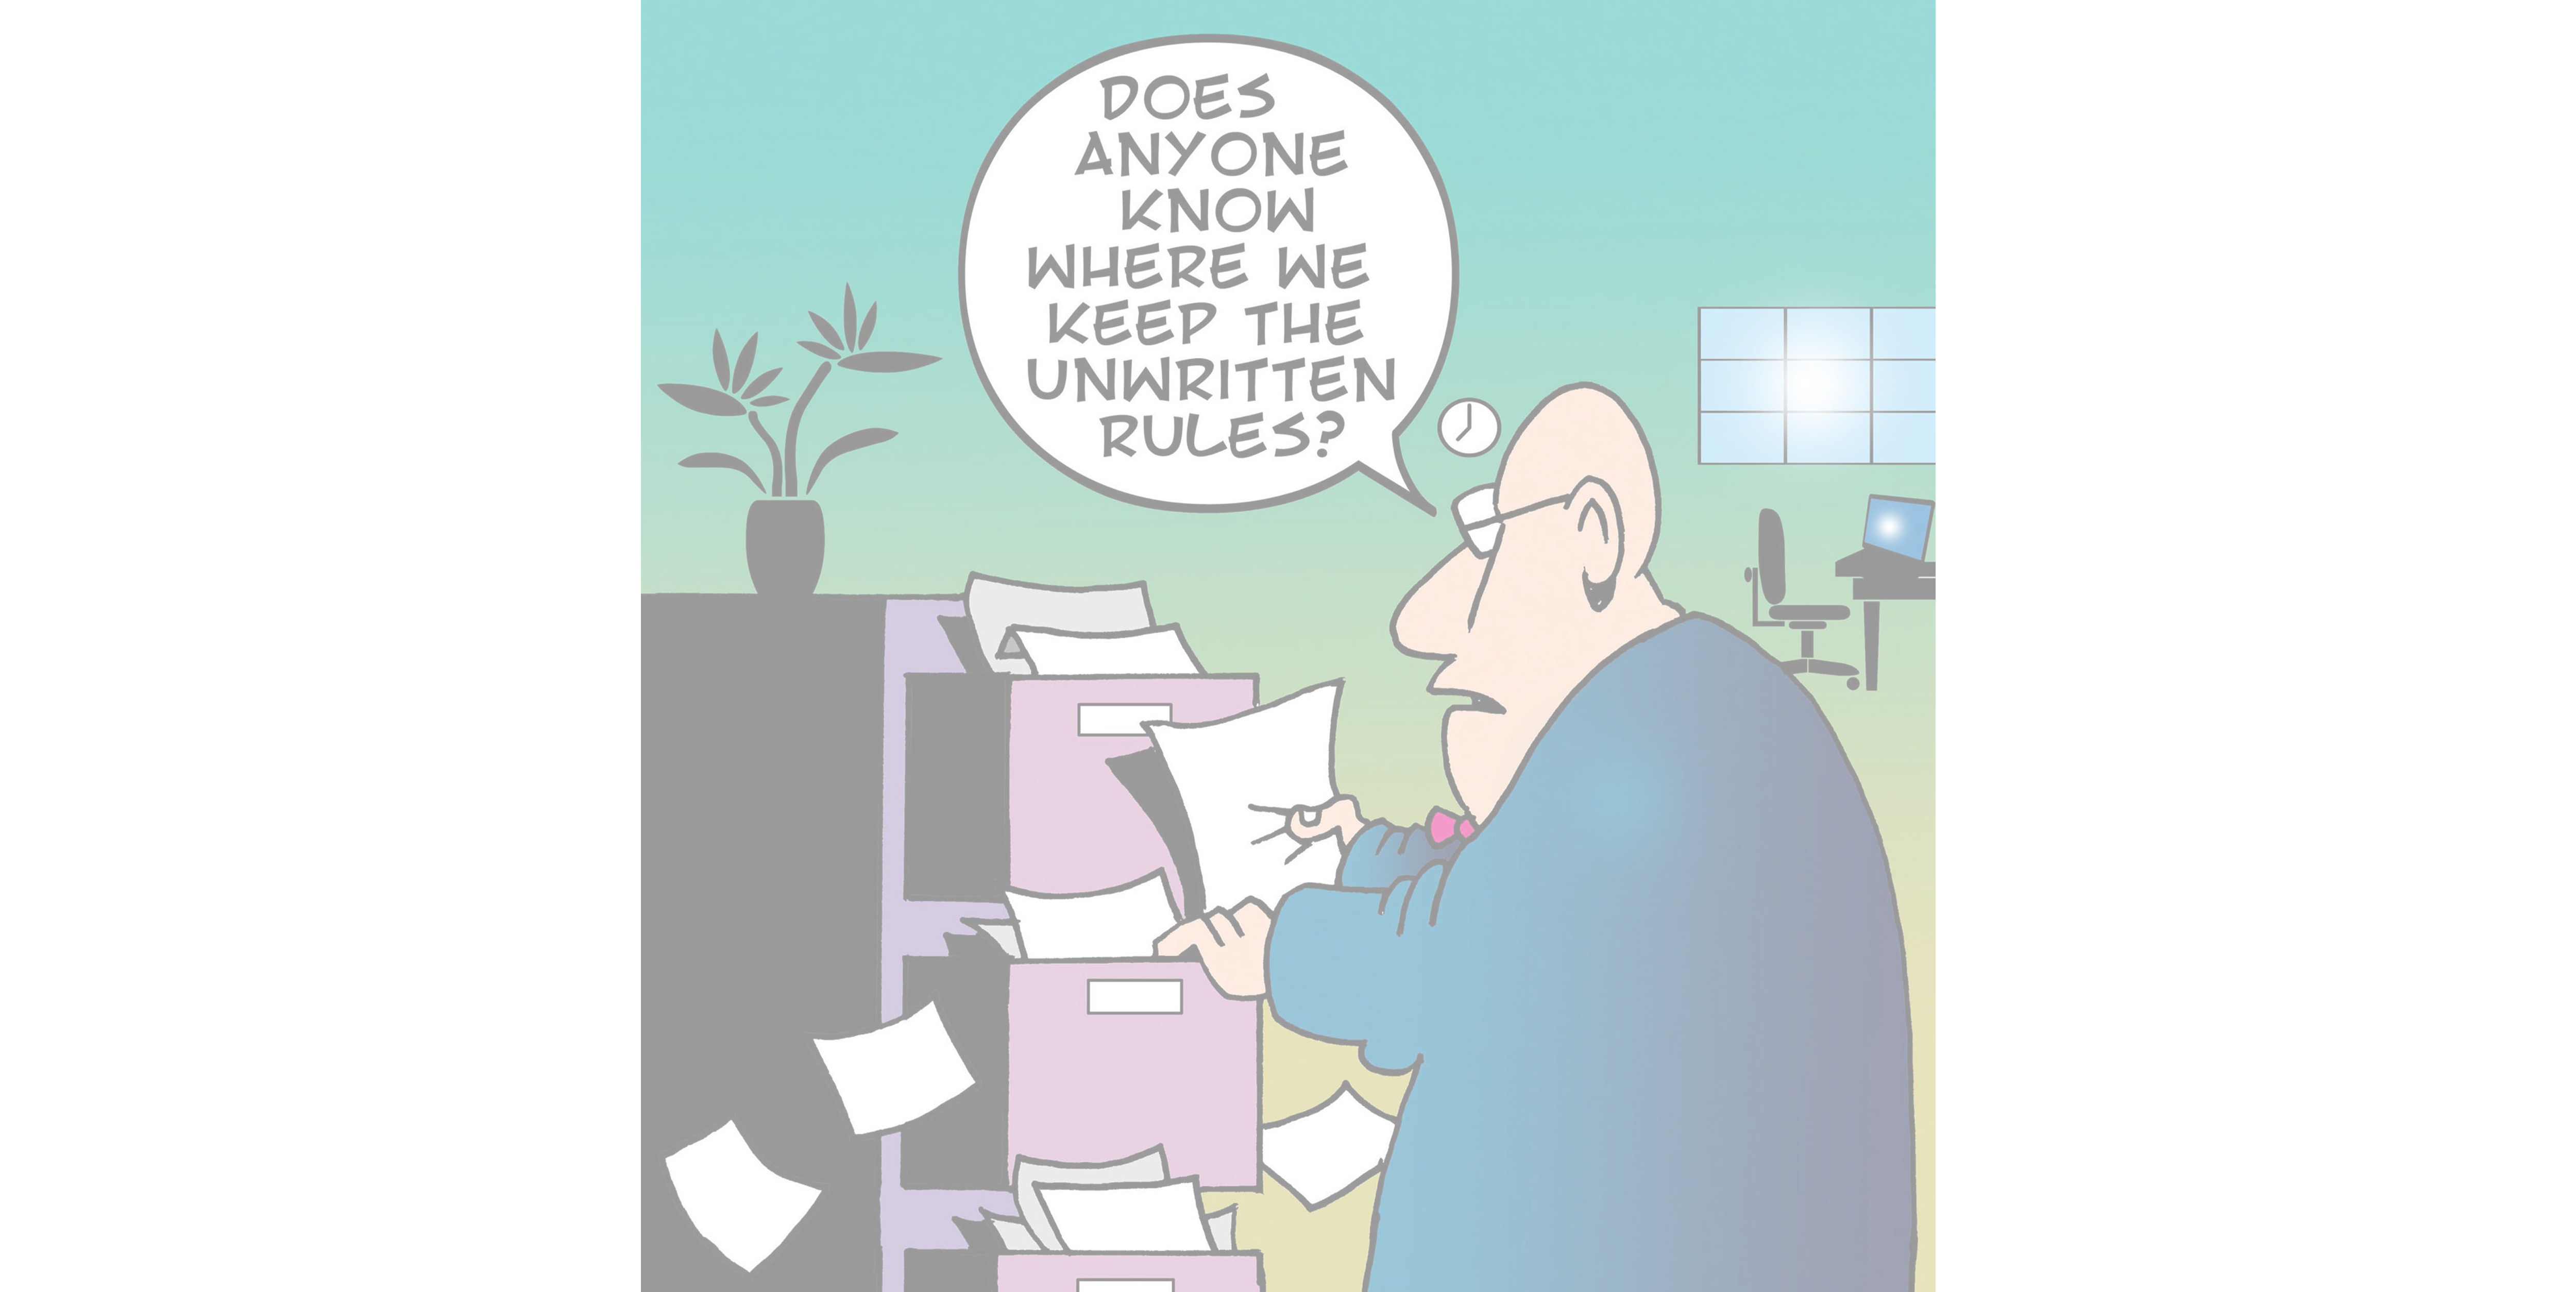 DOES
ANYONE
KNOW
WHERE WE
KEEP THE
UNWRITTEN
RULES?